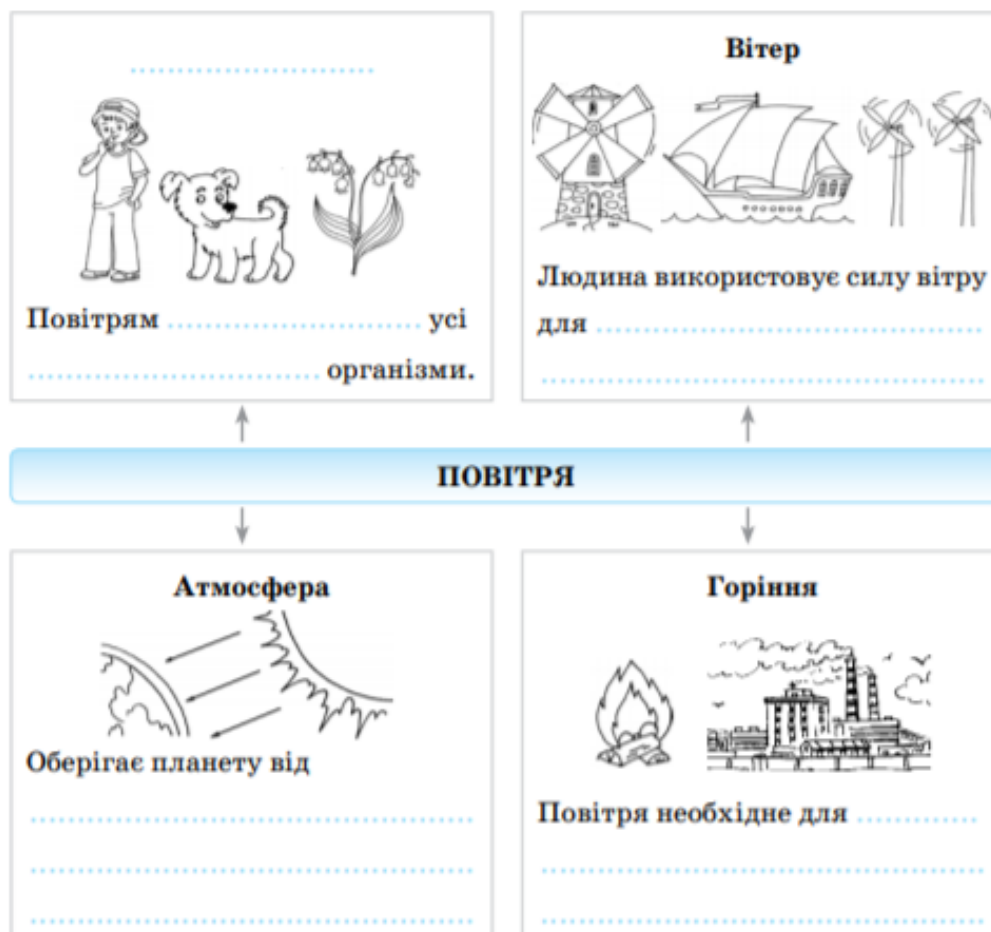 Повітрям ........................ усі
........................ організми.
Вітер
Людина використовує силу вітру
для ........................
........................
ПОВІТРЯ
Атмосфера
Оберігає планету від
........................
........................
........................
Горіння
Повітря необхідне для ............
........................
........................